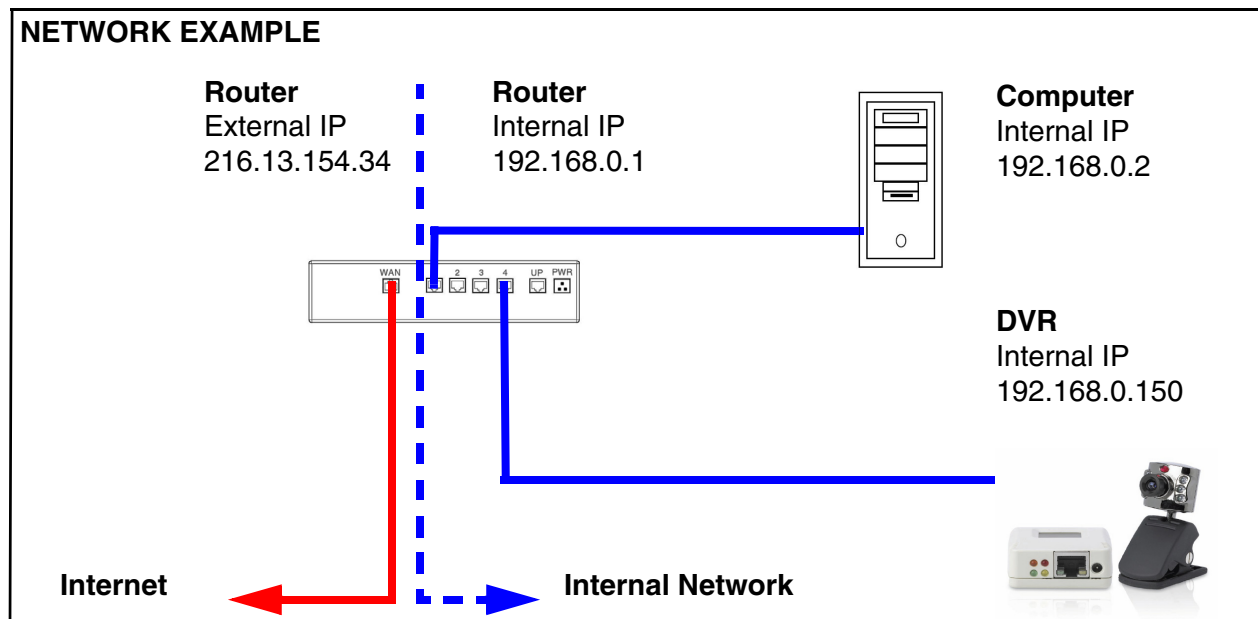 NETWORK EXAMPLE
Router
External IP
216.13.154.34
Router
Internal IP
192.168.0.1
Computer
Internal IP
192.168.0.2
WAN
2 3 4 UP PWR
DVR
Internal IP
192.168.0.150
Internet
Internal Network